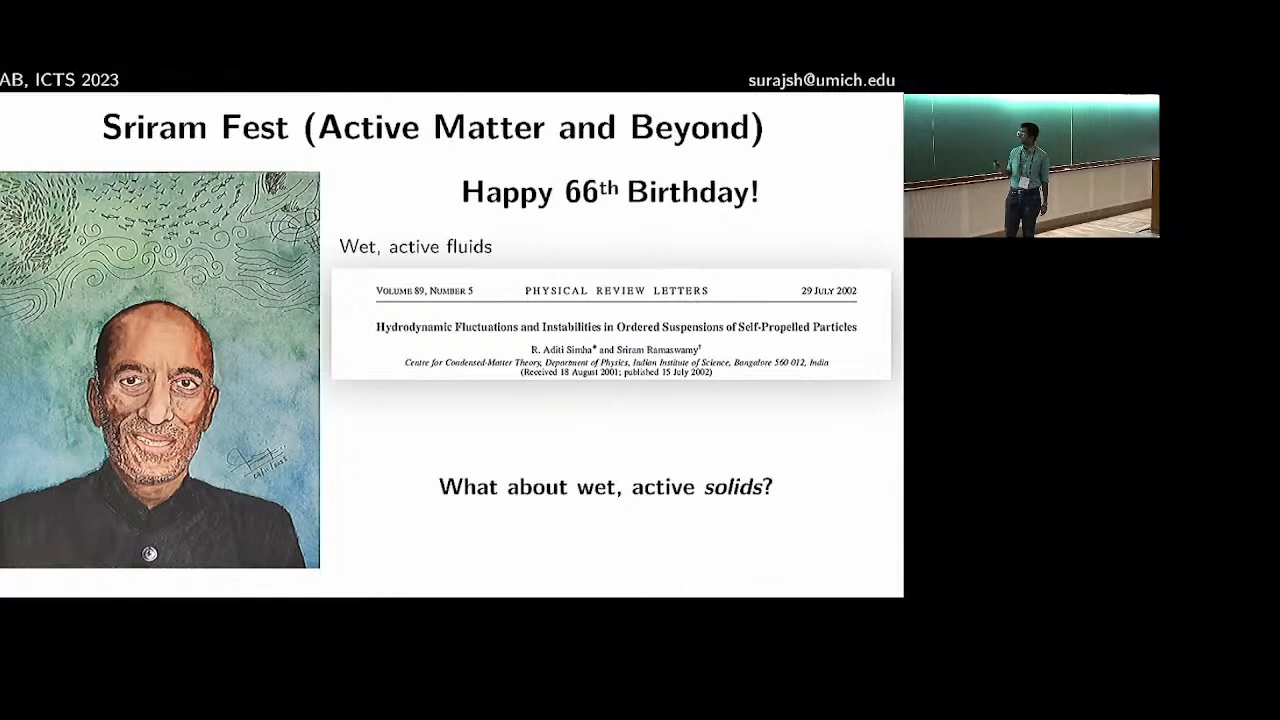 AB, ICTS 2023
surajsh@umich.edu
Sriram Fest (Active Matter and Beyond)
Happy 66th Birthday!
Wet, active fluids
VOLUME 89, NUMBER 5 PHYSICAL REVIEW LETTERS 29 JULY 2002
Hydrodynamic Fluctuations and Instabilities in Ordered Suspensions of Self-Propelled Particles
R. Aditi Simha* and Sriram Ramaswamy†
Centre for Condensed-Matter Theory, Department of Physics, Indian Institute of Science, Bangalore 560 012, India
(Received 18 August 2001; published 15 July 2002)
What about wet, active solids?